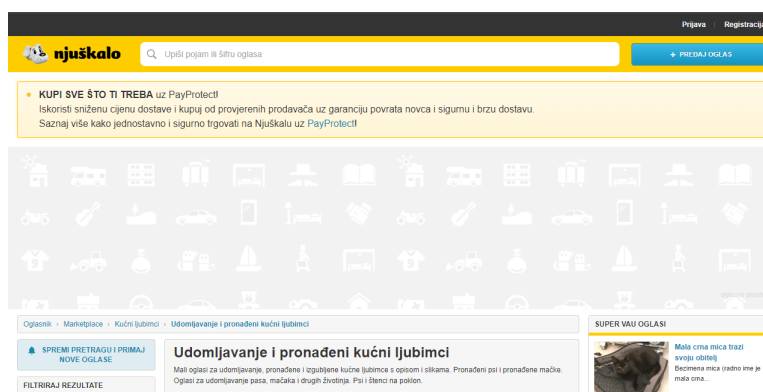 Prijava
Registracija
njuškalo
Upiši pojam ili šifru oglasa
+ PREDAJ OGLAS
KUPI SVE ŠTO TI TREBA uz PayProtect!
Iskoristi sniženu cijenu dostave i kupuj od provjerenih prodavača uz garanciju povrata novca i sigurnu i brzu dostavu.
Saznaj više kako jednostavno i sigurno trgovati na Njuškalu uz PayProtect!
9
9
Oglasnik › Marketplace › Kućni ljubimci › Udomljavanje i pronađeni kućni ljubimci
SUPER VAU OGLASI
SPREMI PRETRAGU I PRIMAJ
NOVE OGLASE
FILTRIRAJ REZULTATE
Udomljavanje i pronađeni kućni ljubimci
Mali oglasi za udomljavanje, pronađene i izgubljene kućne ljubimce s opisom i slikama. Pronađeni psi i pronađene mačke.
Oglasi za udomljavanje pasa, mačaka i drugih životinja. Psi i štenci na poklon.
Mala crna mica trazi
svoju obitelj
Bezimena mica (radno ime je
mala crna...